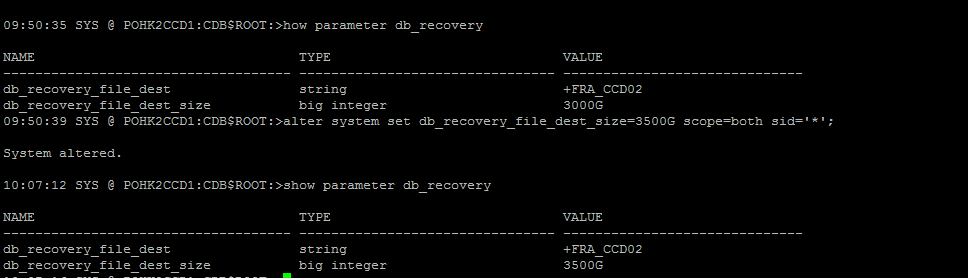 09:50:35 SYS @ POHK2CCD1:CDB$ROOT:>how parameter db_recovery
NAME TYPE VALUE
------------------------------------ -------------------------------- ------------------------------
db_recovery_file_dest string +FRA_CCD02
db_recovery_file_dest_size big integer 3000G
09:50:39 SYS @ POHK2CCD1:CDB$ROOT:>alter system set db_recovery_file_dest_size=3500G scope=both sid='*';
System altered.
10:07:12 SYS @ POHK2CCD1:CDB$ROOT:>show parameter db_recovery
NAME TYPE VALUE
------------------------------------ -------------------------------- ------------------------------
db_recovery_file_dest string +FRA_CCD02
db_recovery_file_dest_size big integer 3500G